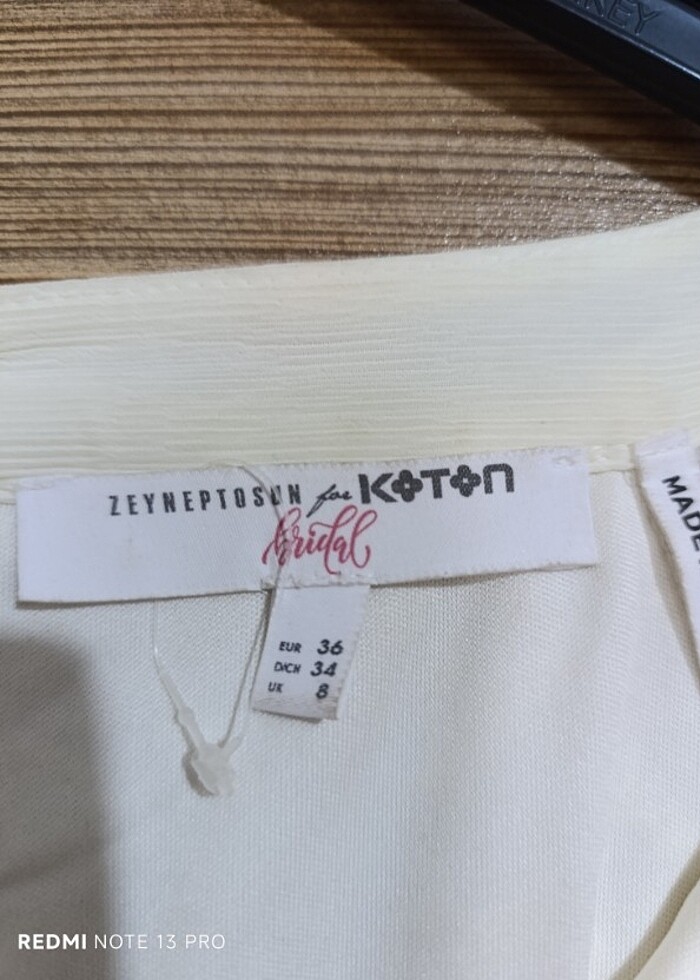 ZEYNEPTOSUN for KOTON
bridal
EUR 36
D/CH 34
UK 8
MADE
REDMI NOTE 13 PRO